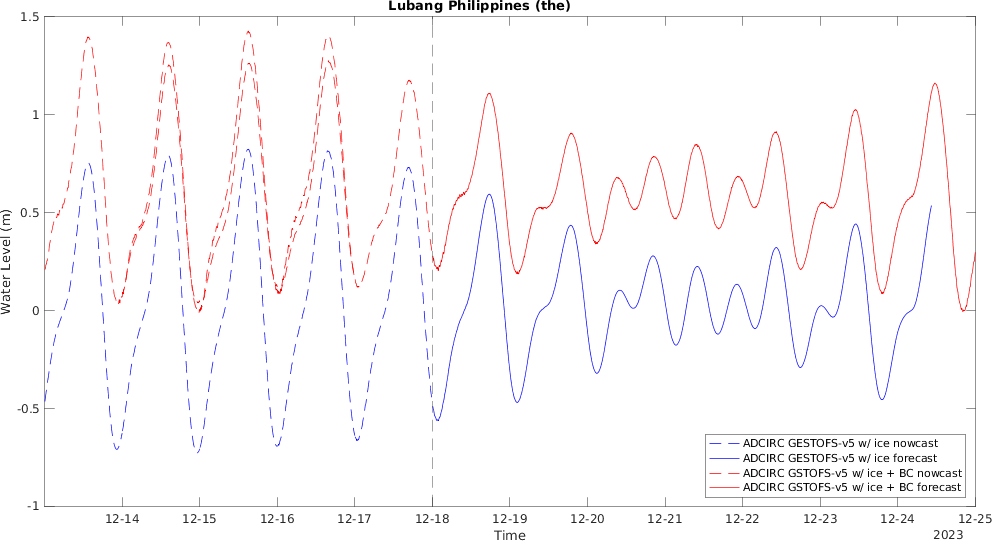 Lubang Philippines (the)
1.5
1
0.5
0
-0.5
-1
Water Level (m)
12-14 12-15 12-16 12-17 12-18 12-19 12-20 12-21 12-22 12-23 12-24 12-25
Time
2023
ADCIRC GESTOFS-v5 w/ ice nowcast
ADCIRC GESTOFS-v5 w/ ice forecast
ADCIRC GSTOFS-v5 w/ ice + BC nowcast
ADCIRC GSTOFS-v5 w/ ice + BC forecast